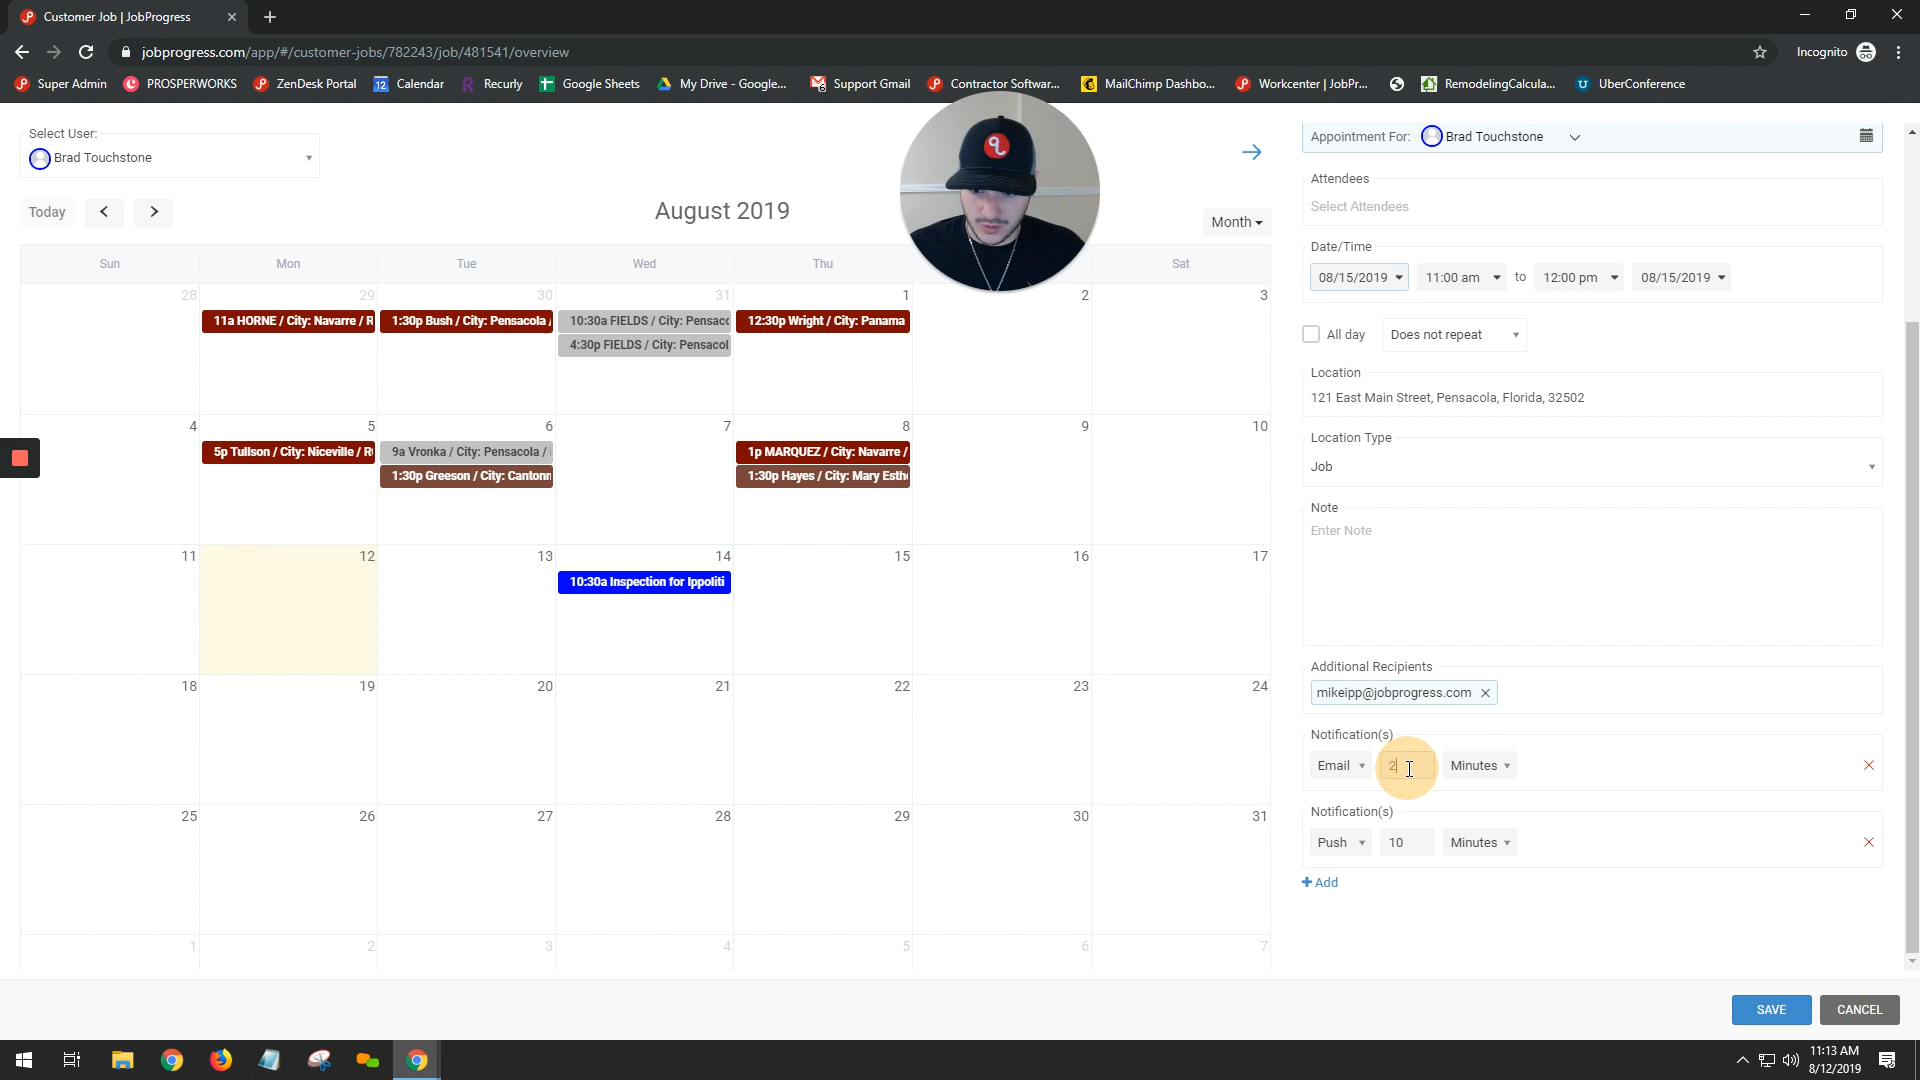 Customer Job | JobProgress
jobprogress.com/app/#/customer-jobs/782243/job/481541/overview
Incognito
Super Admin
PROSPERWORKS
ZenDesk Portal
Calendar
Recurly
Google Sheets
My Drive - Google...
Support Gmail
Contractor Softwar...
MailChimp Dashbo...
Workcenter | JobPr...
RemodelingCalcula...
UberConference
Select User:
Brad Touchstone
Today
August 2019
Month
Sun Mon Tue Wed Thu Sat
28 29 30 31 1 2 3
11a HORNE / City: Navarre / R
1:30p Bush / City: Pensacola /
10:30a FIELDS / City: Pensac
12:30p Wright / City: Panama
4:30p FIELDS / City: Pensacol
4 5 6 7 8 9 10
5p Tullson / City: Niceville / R
9a Vronka / City: Pensacola /
1p MARQUEZ / City: Navarre /
1:30p Greeson / City: Canton
1:30p Hayes / City: Mary Esth
11 12 13 14 15 16 17
10:30a Inspection for Ippoliti
18 19 20 21 22 23 24
25 26 27 28 29 30 31
1 2 3 4 5 6 7
Appointment For: Brad Touchstone
Attendees
Select Attendees
Date/Time
08/15/2019 11:00 am to 12:00 pm 08/15/2019
All day Does not repeat
Location
121 East Main Street, Pensacola, Florida, 32502
Location Type
Job
Note
Enter Note
Additional Recipients
mikeipp@jobprogress.com
Notification(s)
Email 2 Minutes
Notification(s)
Push 10 Minutes
+ Add
SAVE CANCEL
11:13 AM
8/12/2019